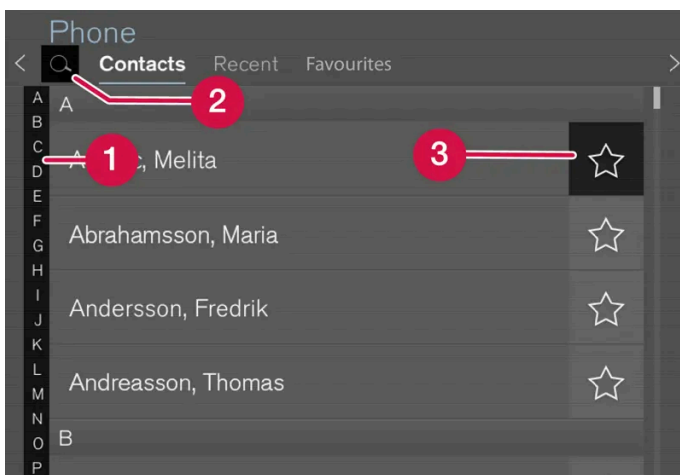 Phone
Contacts Recent Favourites
2
A
A
B
C
1
, Melita
3
D
E
F
Abrahamsson, Maria
G
H
I
Andersson, Fredrik
J
K
L
Andreasson, Thomas
M
N
B
O
P